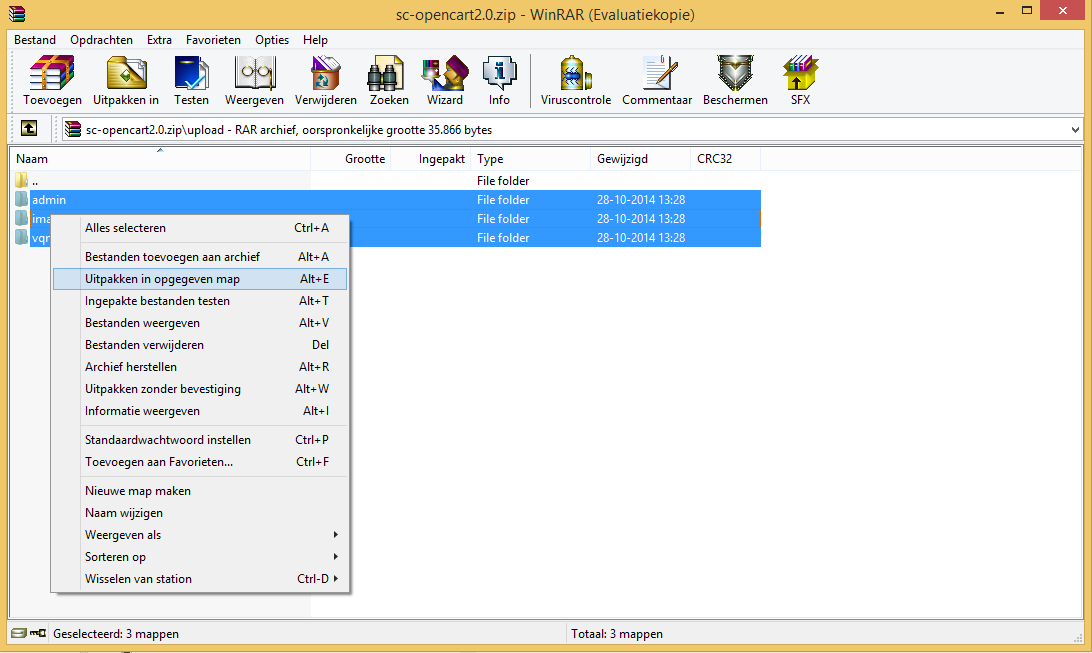 sc-opencart2.0.zip - WinRAR (Evaluatiekopie)
Bestand Opdrachten Extra Favorieten Opties Help
Toevoegen Uitpakken in Testen Weergeven Verwijderen Zoeken Wizard Info Viruscontrole Commentaar Beschermen SFX
sc-opencart2.0.zip\upload - RAR archief, oorspronkelijke grootte 35.866 bytes
Naam Grootte Ingepakt Type Gewijzigd CRC32
.. File folder
admin File folder 28-10-2014 13:28
ima File folder 28-10-2014 13:28
vqr File folder 28-10-2014 13:28
Alles selecteren Ctrl+A
Bestanden toevoegen aan archief Alt+A
Uitpakken in opgegeven map Alt+E
Ingepakte bestanden testen Alt+T
Bestanden weergeven Alt+V
Bestanden verwijderen Del
Archief herstellen Alt+R
Uitpakken zonder bevestiging Alt+W
Informatie weergeven Alt+I
Standaardwachtwoord instellen Ctrl+P
Toevoegen aan Favorieten... Ctrl+F
Nieuwe map maken
Naam wijzigen
Weergeven als
Sorteren op
Wisselen van station Ctrl-D
Geselecteerd: 3 mappen Totaal: 3 mappen